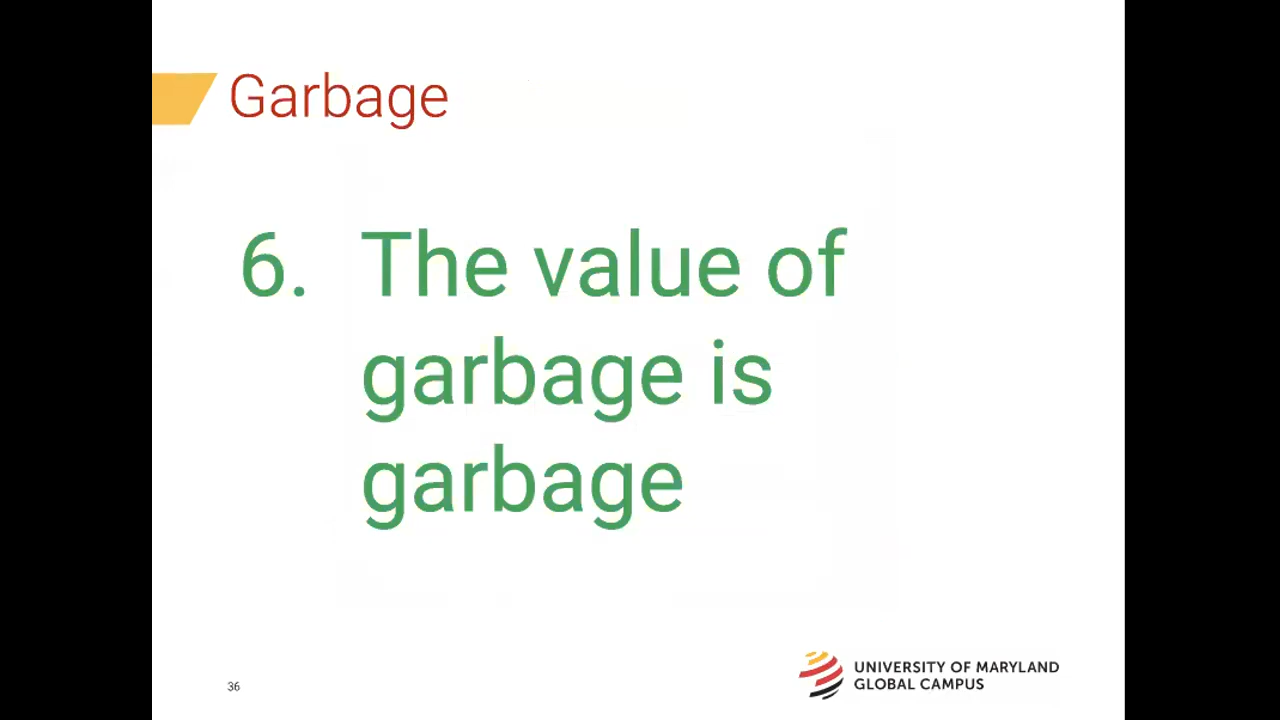 Garbage
6. The value of
garbage is
garbage
36
UNIVERSITY OF MARYLAND
GLOBAL CAMPUS